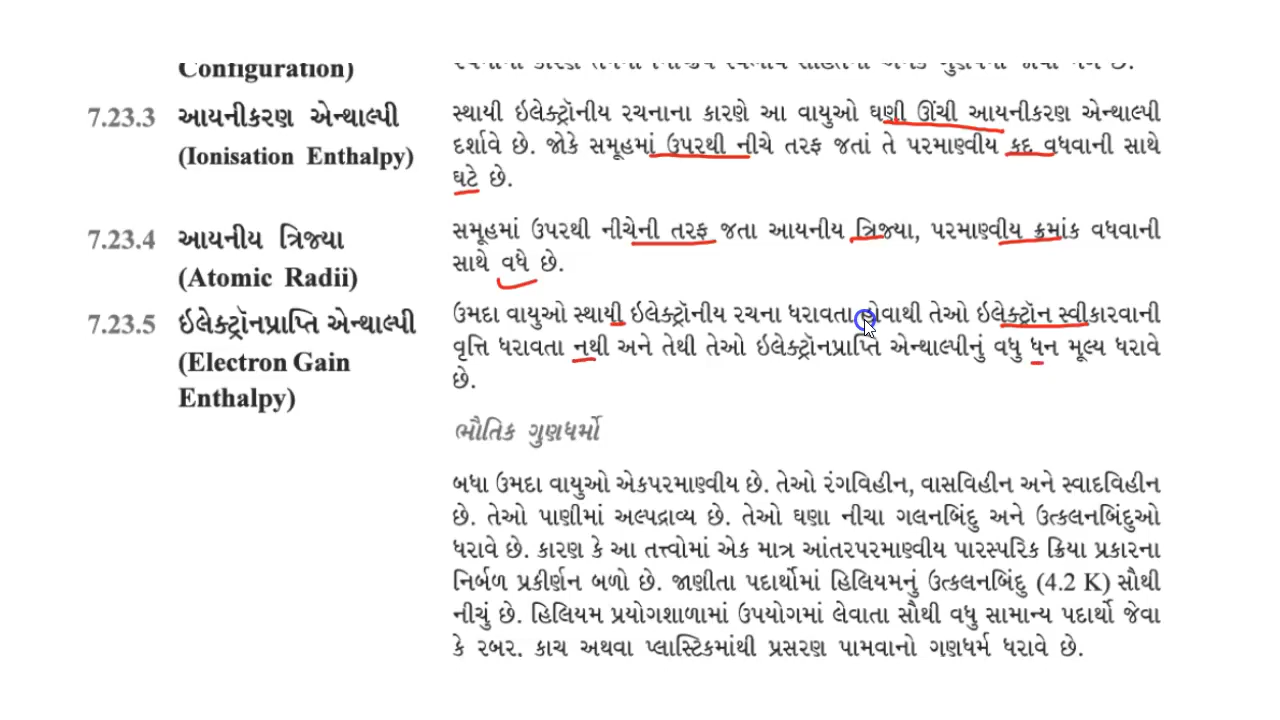 Configuration)
7.23.3 આયનીકરણ એન્થાલ્પી
(Ionisation Enthalpy)
સ્થાયી ઇલેક્ટ્રૉનીય રચનાના કારણે આ વાયુઓ ઘણી ઊંચી આયનીકરણ એન્થાલ્પી
દર્શાવે છે. જોકે સમૂહમાં ઉપરથી નીચે તરફ જતાં તે પરમાણ્વીય કદ વધવાની સાથે
ઘટે છે.
7.23.4 આયનીય ત્રિજ્યા
(Atomic Radii)
સમૂહમાં ઉપરથી નીચેની તરફ જતા આયનીય ત્રિજ્યા, પરમાણ્વીય ક્રમાંક વધવાની
સાથે વધે છે.
7.23.5 ઇલેક્ટ્રૉનપ્રાપ્તિ એન્થાલ્પી
(Electron Gain
Enthalpy)
ઉમદા વાયુઓ સ્થાયી ઇલેક્ટ્રૉનીય રચના ધરાવતા હોવાથી તેઓ ઇલેક્ટ્રૉન સ્વીકારવાની
વૃત્તિ ધરાવતા નથી અને તેથી તેઓ ઇલેક્ટ્રૉનપ્રાપ્તિ એન્થાલ્પીનું વધુ ધન મૂલ્ય ધરાવે
છે.
ભૌતિક ગુણધર્મો
બધા ઉમદા વાયુઓ એકપરમાણ્વીય છે. તેઓ રંગવિહીન, વાસવિહીન અને સ્વાદવિહીન
છે. તેઓ પાણીમાં અલ્પદ્રાવ્ય છે. તેઓ ઘણા નીચા ગલનબિંદુ અને ઉત્કલનબિંદુઓ
ધરાવે છે. કારણ કે આ તત્ત્વોમાં એક માત્ર આંતરપરમાણ્વીય પારસ્પરિક ક્રિયા પ્રકારના
નિર્બળ પ્રકીર્ણન બળો છે. જાણીતા પદાર્થોમાં હિલિયમનું ઉત્કલનબિંદુ (4.2 K) સૌથી
નીચું છે. હિલિયમ પ્રયોગશાળામાં ઉપયોગમાં લેવાતા સૌથી વધુ સામાન્ય પદાર્થો જેવા
કે રબર, કાચ અથવા પ્લાસ્ટિકમાંથી પ્રસરણ પામવાનો ગુણધર્મ ધરાવે છે.